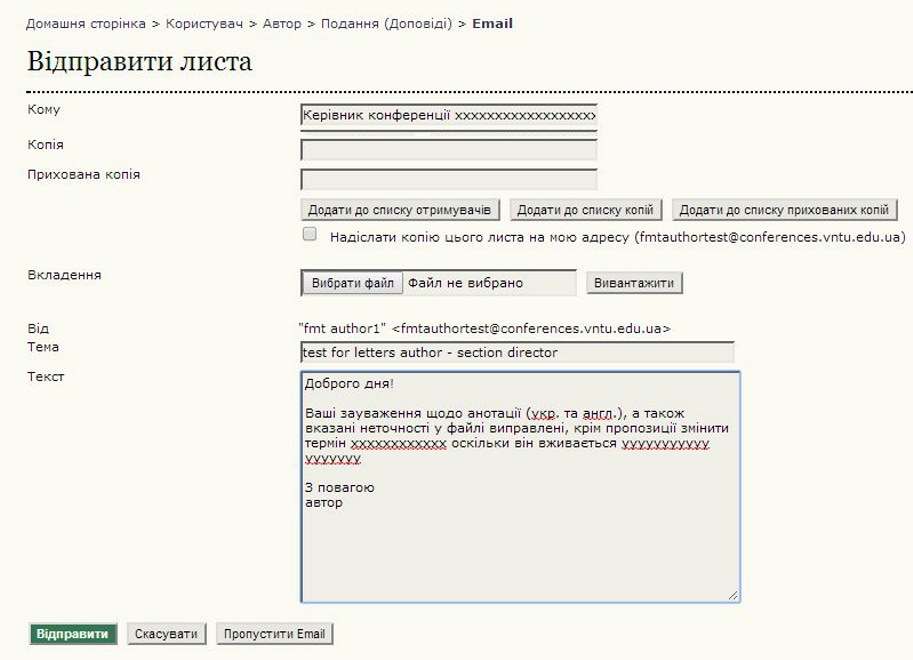 Домашня сторінка > Користувач > Автор > Подання (Доповіді) > Email
Відправити листа
Кому
Керівник конференції xxxxxxxxxxxxxxxxxx
Копія
Прихована копія
Додати до списку отримувачів Додати до списку копій Додати до списку прихованих копій
Надіслати копію цього листа на мою адресу (fmtauthortest@conferences.vntu.edu.ua)
Вкладення
Вибрати файл Файл не вибрано Вивантажити
Від "fmt author1" <fmtauthortest@conferences.vntu.edu.ua>
Тема test for letters author - section director
Текст
Доброго дня!
Ваші зауваження щодо анотації (укр. та англ.), а також
вказані неточності у файлі виправлені, крім пропозиції змінити
термін xxxxxxxxxxxx оскільки він вживається yyyyyyyyyyy
yyyyyyy
З повагою
автор
Відправити Скасувати Пропустити Email